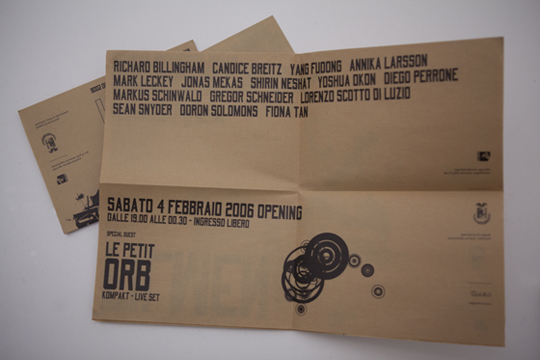 RICHARD BILLINGHAM CANDICE BREITZ YANG FUDONG ANNIKA LARSSON
MARK LECKEY JONAS MEKAS SHIRIN NESHAT YOSHUA OKON DIEGO PERRONE
MARKUS SCHINWALD GREGOR SCHNEIDER LORENZO SCOTTO DI LUZIO
SEAN SNYDER DORON SOLOMONS FIONA TAN
SABATO 4 FEBBRAIO 2006 OPENING
DALLE 19.00 ALLE 00.30 - INGRESSO LIBERO
SPECIAL GUEST
LE PETIT
ORB
KOMPAKT - LIVE SET